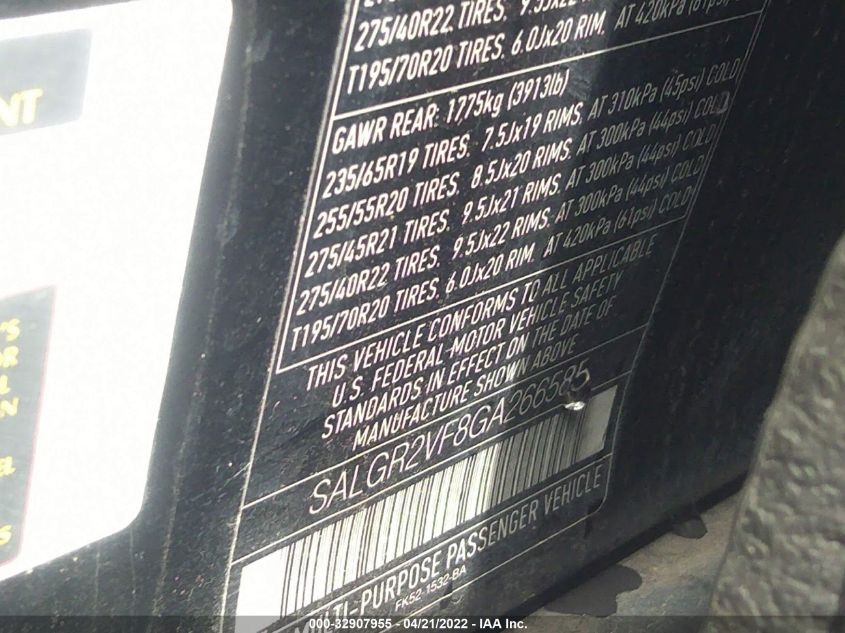 275/40R22 TIRES. 9.5Jx22
T195/70R20 TIRES. 6.0Jx20 RIM. AT 420kPa (61psi)
GAWR REAR: 1775kg (3913lb)
235/65R19 TIRES. 7.5Jx19 RIMS. AT 310kPa (45psi) COLD
255/55R20 TIRES. 8.5Jx20 RIMS. AT 300kPa (44psi) COLD
275/45R21 TIRES. 9.5Jx21 RIMS. AT 300kPa (44psi) COLD
275/40R22 TIRES. 9.5Jx22 RIMS. AT 300kPa (44psi) COLD
T195/70R20 TIRES. 6.0Jx20 RIM. AT 420kPa (61psi) COLD
THIS VEHICLE CONFORMS TO ALL APPLICABLE
U.S. FEDERAL MOTOR VEHICLE SAFETY
STANDARDS IN EFFECT ON THE DATE OF
MANUFACTURE SHOWN ABOVE
SALGR2VF8GA266585
MULTI-PURPOSE PASSENGER VEHICLE
FK52-1532-BA
000-32907955 - 04/21/2022 - IAA Inc.